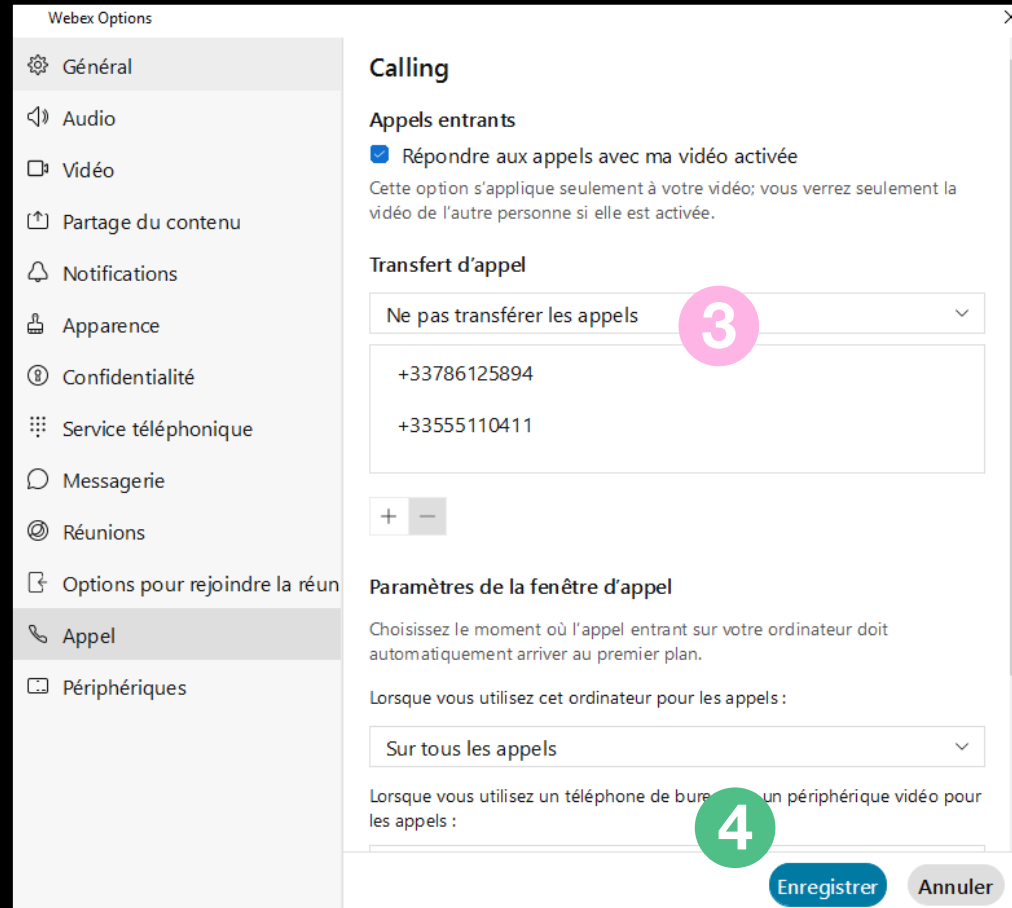 Webex Options
Général
Audio
Vidéo
Partage du contenu
Notifications
Apparence
Confidentialité
Service téléphonique
Messagerie
Réunions
Options pour rejoindre la réun
Appel
Périphériques
Calling
Appels entrants
Répondre aux appels avec ma vidéo activée
Cette option s'applique seulement à votre vidéo; vous verrez seulement la
vidéo de l'autre personne si elle est activée.
Transfert d'appel
Ne pas transférer les appels
3
+33786125894
+33555110411
+ −
Paramètres de la fenêtre d'appel
Choisissez le moment où l'appel entrant sur votre ordinateur doit
automatiquement arriver au premier plan.
Lorsque vous utilisez cet ordinateur pour les appels :
Sur tous les appels
Lorsque vous utilisez un téléphone de un périphérique vidéo pour
les appels :
4
Enregistrer
Annuler